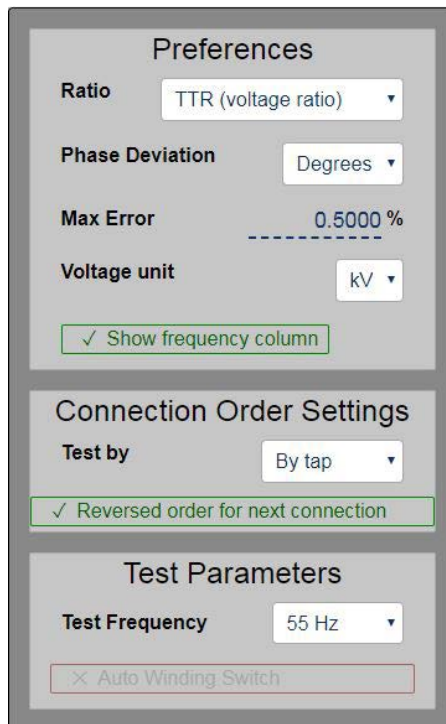 Preferences
Ratio TTR (voltage ratio)
Phase Deviation Degrees
Max Error 0.5000 %
Voltage unit kV
✓ Show frequency column
Connection Order Settings
Test by By tap
✓ Reversed order for next connection
Test Parameters
Test Frequency 55 Hz
✕ Auto Winding Switch